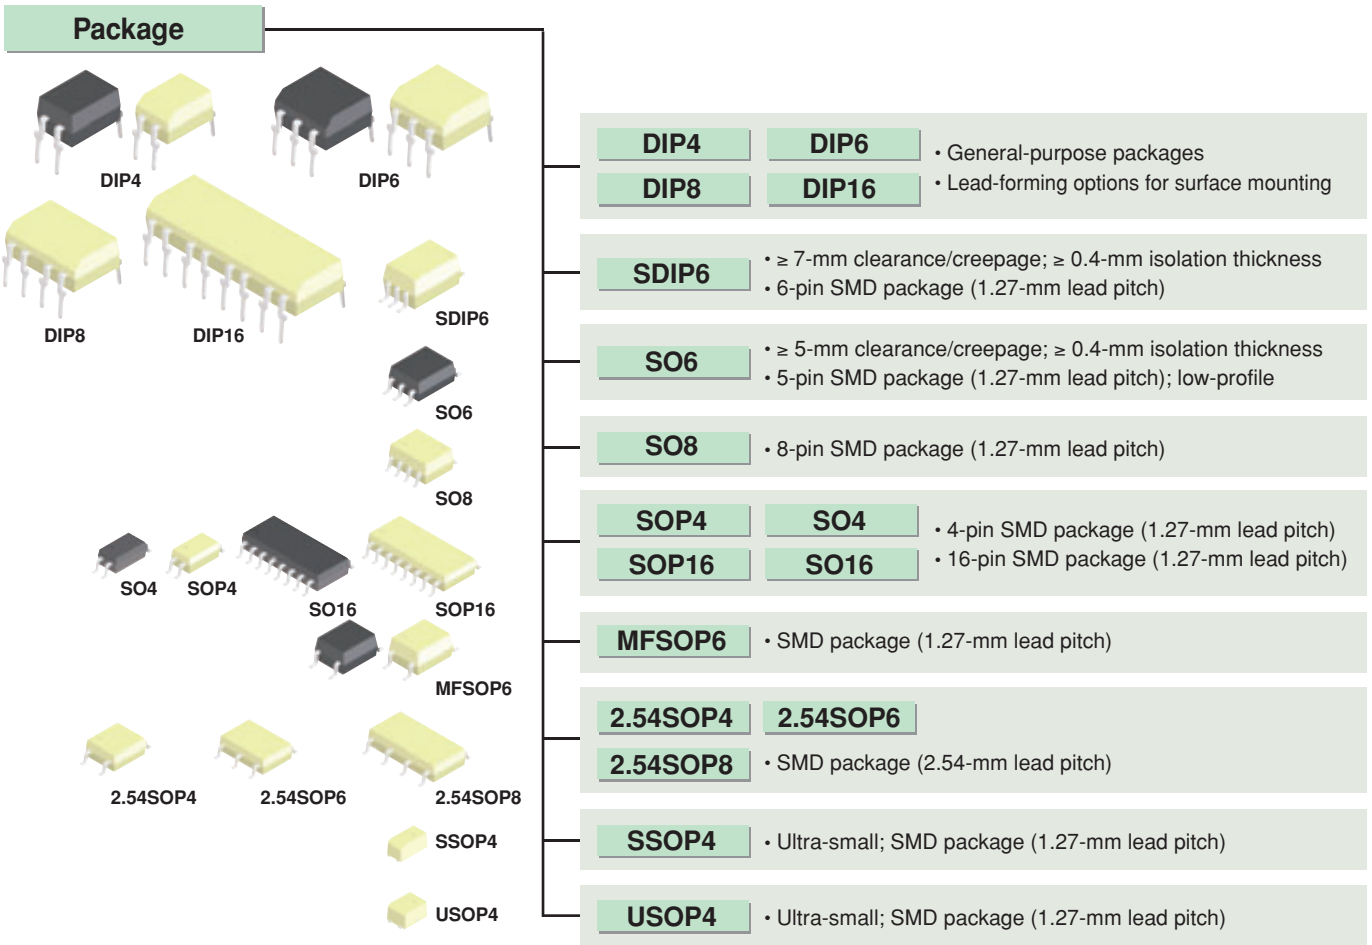 Package
DIP4
DIP6
DIP8
DIP16
SDIP6
SO6
SO8
SO4
SOP4
SO16
SOP16
MFSOP6
2.54SOP4
2.54SOP6
2.54SOP8
SSOP4
USOP4
DIP4 DIP6
DIP8 DIP16
• General-purpose packages
• Lead-forming options for surface mounting
SDIP6
• ≥ 7-mm clearance/creepage; ≥ 0.4-mm isolation thickness
• 6-pin SMD package (1.27-mm lead pitch)
SO6
• ≥ 5-mm clearance/creepage; ≥ 0.4-mm isolation thickness
• 5-pin SMD package (1.27-mm lead pitch); low-profile
SO8
• 8-pin SMD package (1.27-mm lead pitch)
SOP4 SO4
SOP16 SO16
• 4-pin SMD package (1.27-mm lead pitch)
• 16-pin SMD package (1.27-mm lead pitch)
MFSOP6
• SMD package (1.27-mm lead pitch)
2.54SOP4 2.54SOP6
2.54SOP8
• SMD package (2.54-mm lead pitch)
SSOP4
• Ultra-small; SMD package (1.27-mm lead pitch)
USOP4
• Ultra-small; SMD package (1.27-mm lead pitch)